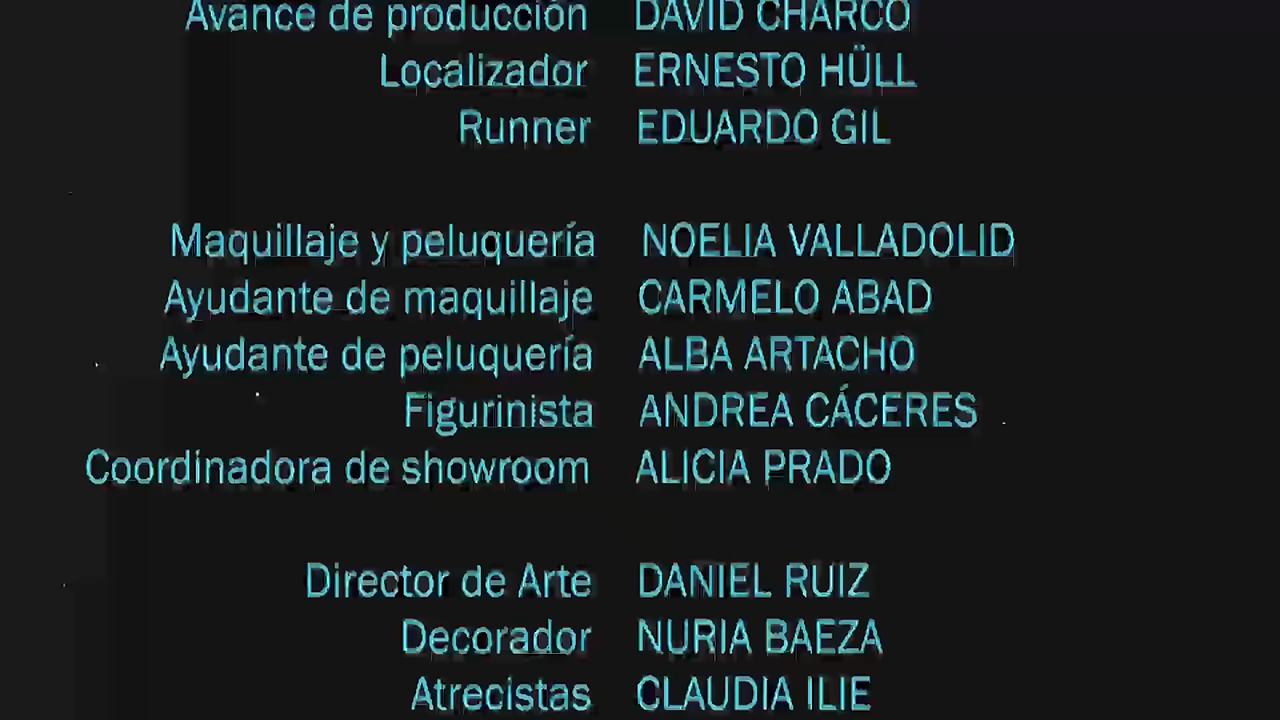 Avance de producción DAVID CHARCO
Localizador ERNESTO HÜLL
Runner EDUARDO GIL
Maquillaje y peluquería NOELIA VALLADOLID
Ayudante de maquillaje CARMELO ABAD
Ayudante de peluquería ALBA ARTACHO
Figurinista ANDREA CÁCERES
Coordinadora de showroom ALICIA PRADO
Director de Arte DANIEL RUIZ
Decorador NURIA BAEZA
Atrecistas CLAUDIA ILIE